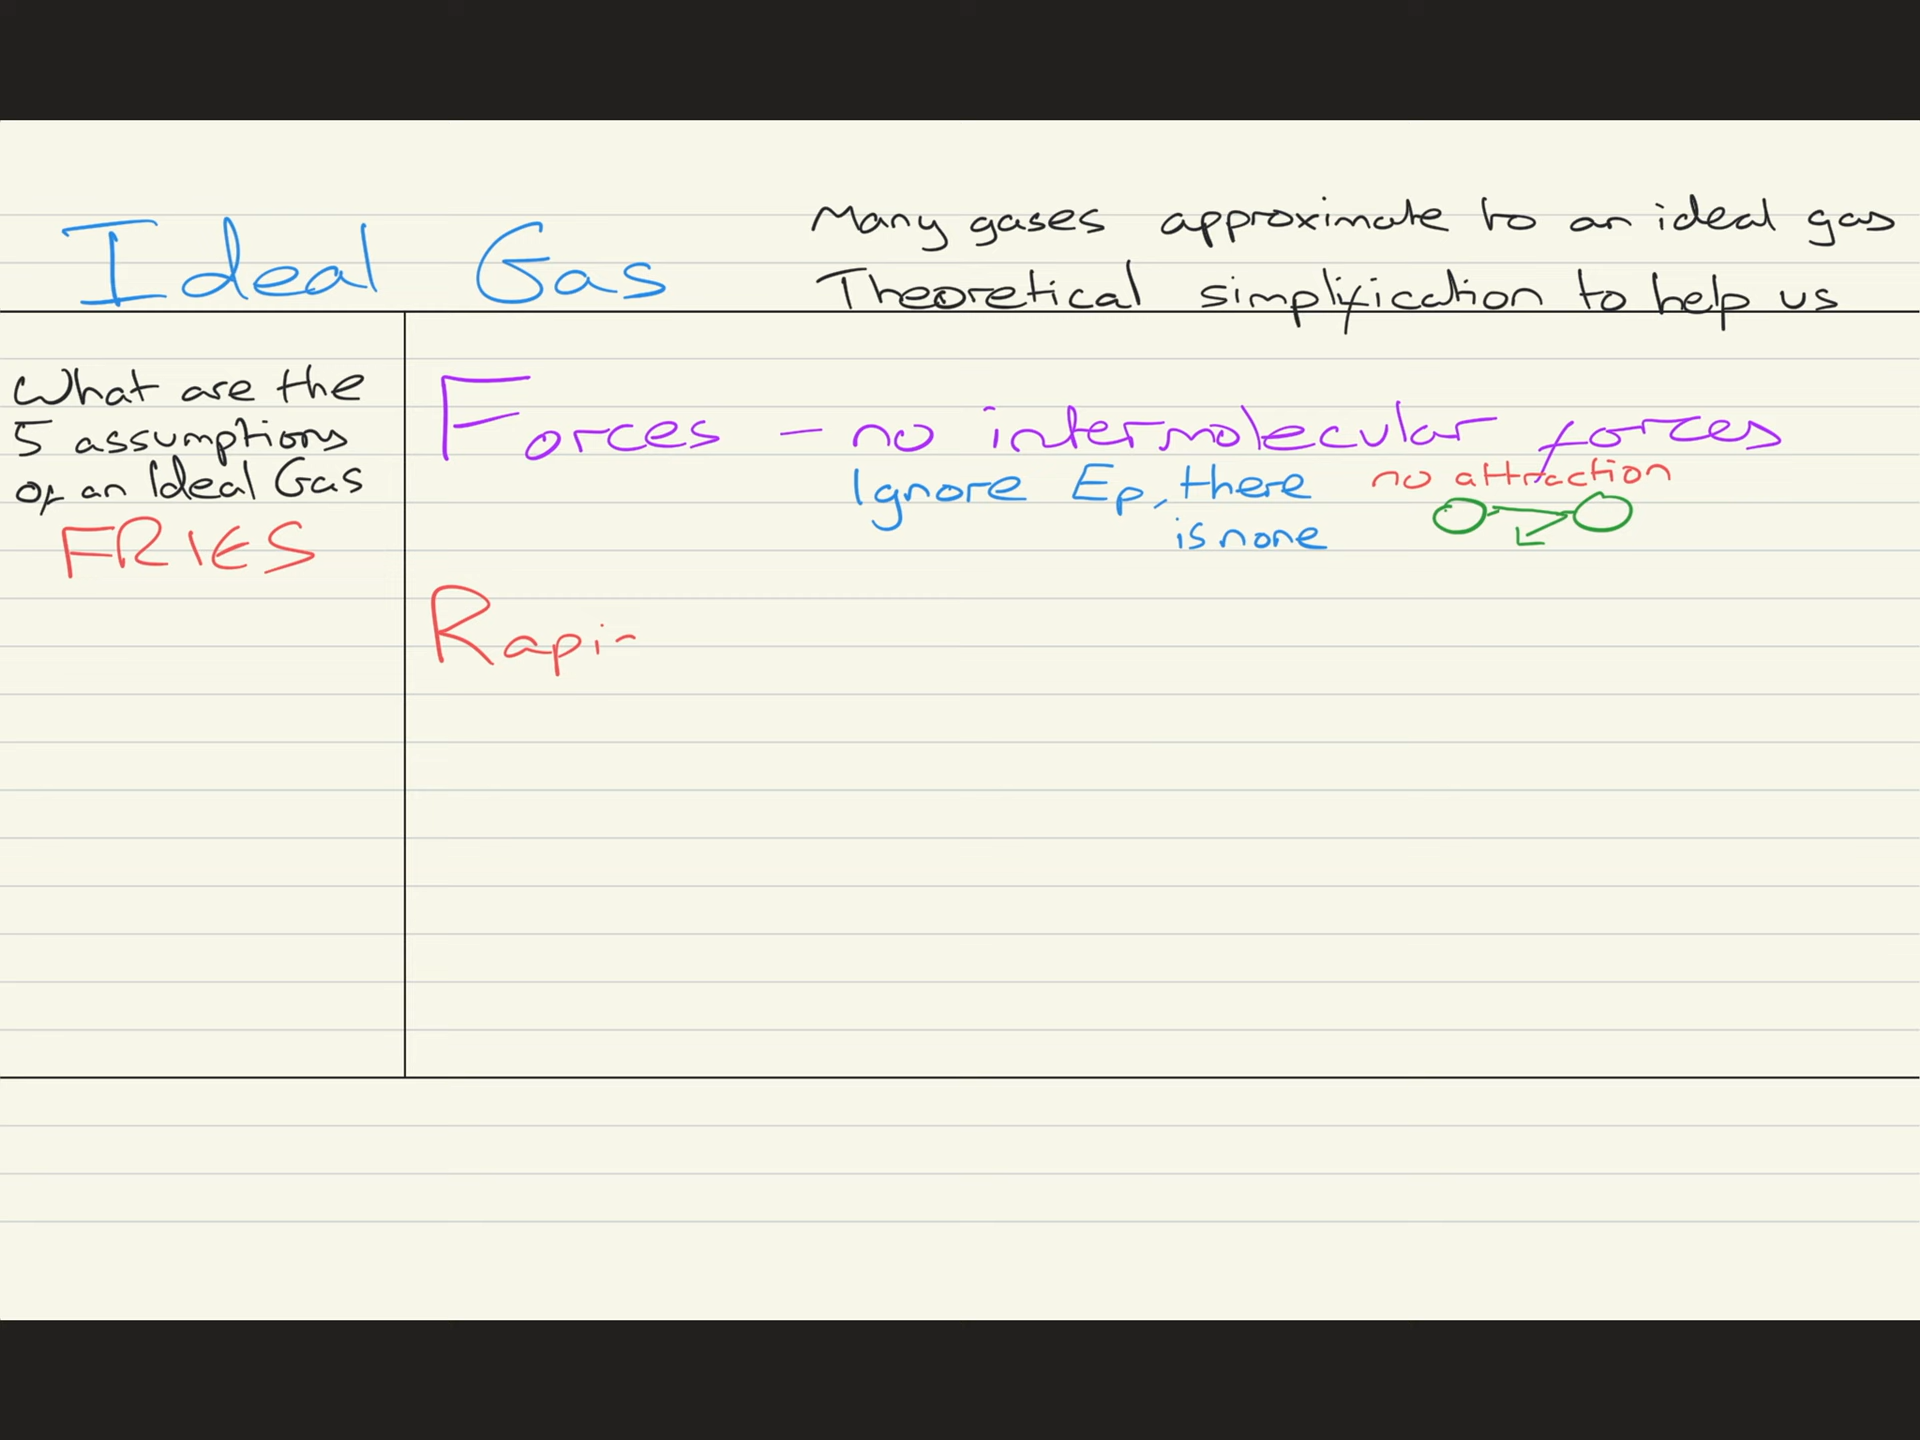 Ideal Gas
Many gases approximate to an ideal gas
Theoretical simplification to help us
What are the
5 assumptions
of an Ideal Gas
FRIES
Forces - no intermolecular forces
Ignore Ep, there
is none
no attraction
Rapi